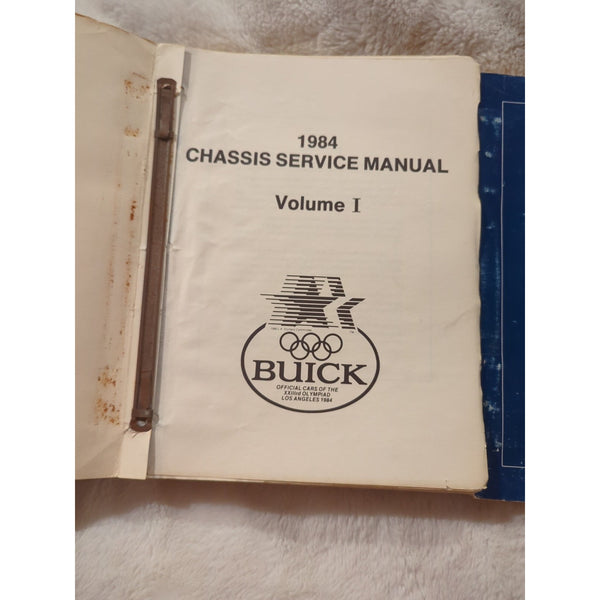 1984
CHASSIS SERVICE MANUAL
Volume I
BUICK
OFFICIAL CARS OF THE
XXIIIrd OLYMPIAD
LOS ANGELES 1984